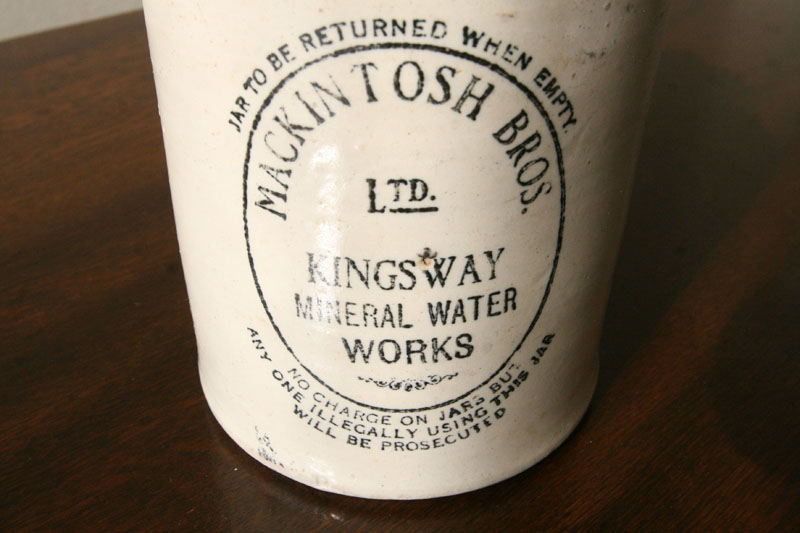 JAR TO BE RETURNED WHEN EMPTY.
MACKINTOSH BROS.
LTD.
KINGSWAY
MINERAL WATER
WORKS
NO CHARGE ON JARS BUT
ANY ONE ILLEGALLY USING THIS JAR
WILL BE PROSECUTED